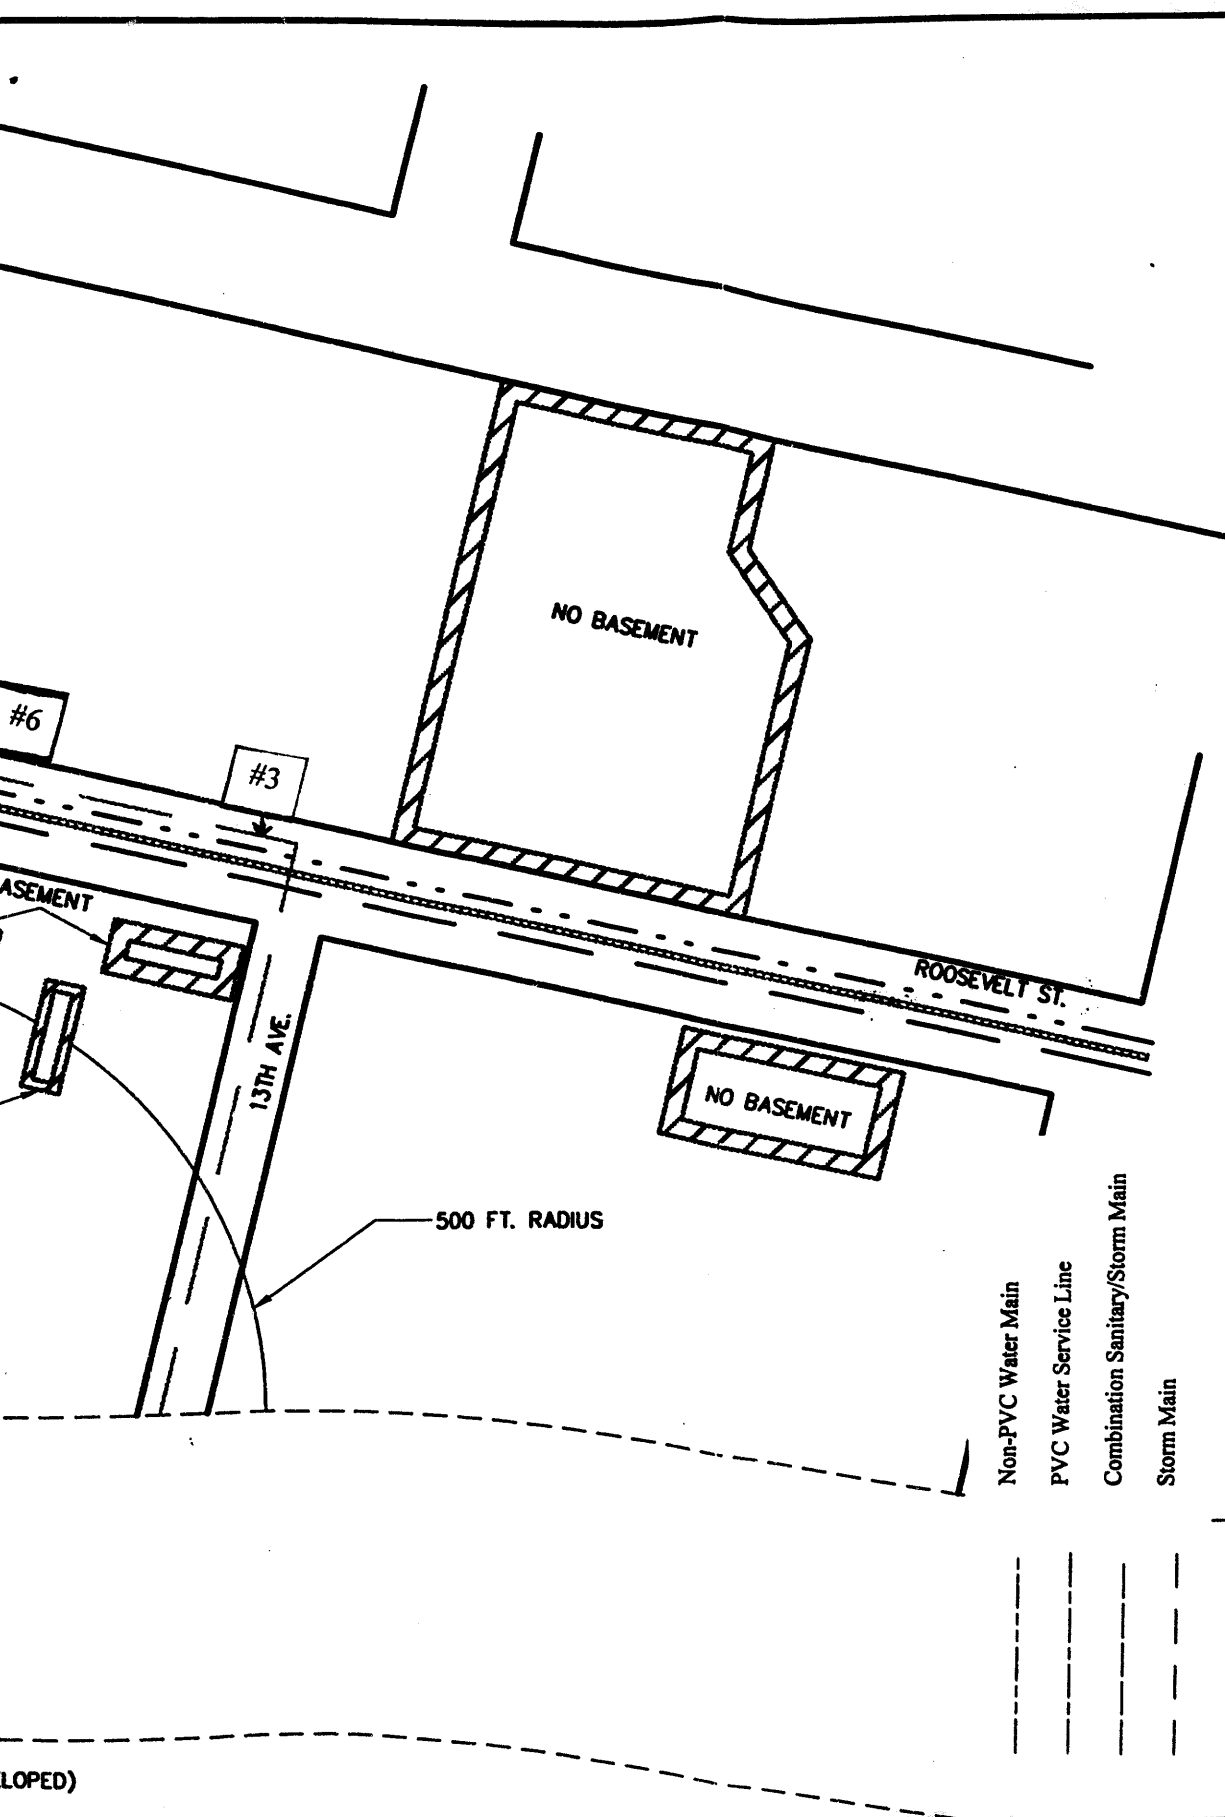 NO BASEMENT
#6
#3
ASEMENT
ROOSEVELT ST.
13TH AVE.
NO BASEMENT
500 FT. RADIUS
Non-PVC Water Main
PVC Water Service Line
Combination Sanitary/Storm Main
Storm Main
LOPED)